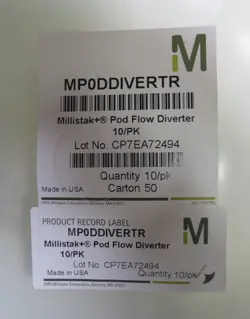 M
MP0DDIVERTR
Millistak+® Pod Flow Diverter
10/PK
Lot No. CP7EA72494
Quantity 10/pk
Carton 50
Made in USA
PRODUCT RECORD LABEL
MP0DDIVERTR
M
Millistak+® Pod Flow Diverter
10/PK
Lot No. CP7EA72494
Made in USA
Quantity 10/pk